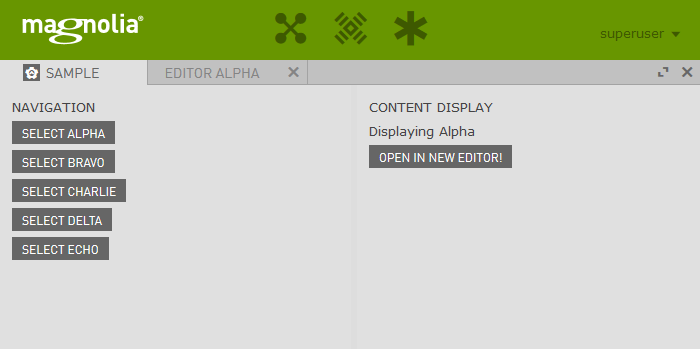 magnolia®
superuser
SAMPLE
EDITOR ALPHA
NAVIGATION
SELECT ALPHA
SELECT BRAVO
SELECT CHARLIE
SELECT DELTA
SELECT ECHO
CONTENT DISPLAY
Displaying Alpha
OPEN IN NEW EDITOR!